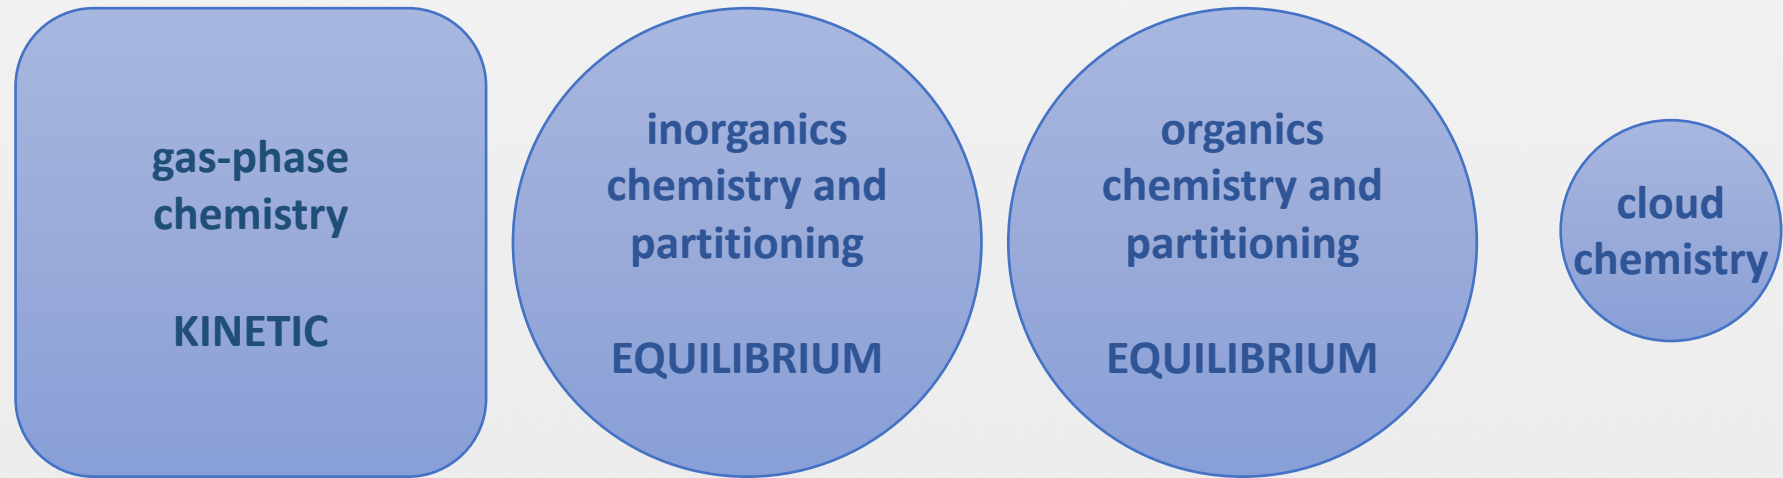 gas-phase
chemistry
KINETIC
inorganics
chemistry and
partitioning
EQUILIBRIUM
organics
chemistry and
partitioning
EQUILIBRIUM
cloud
chemistry